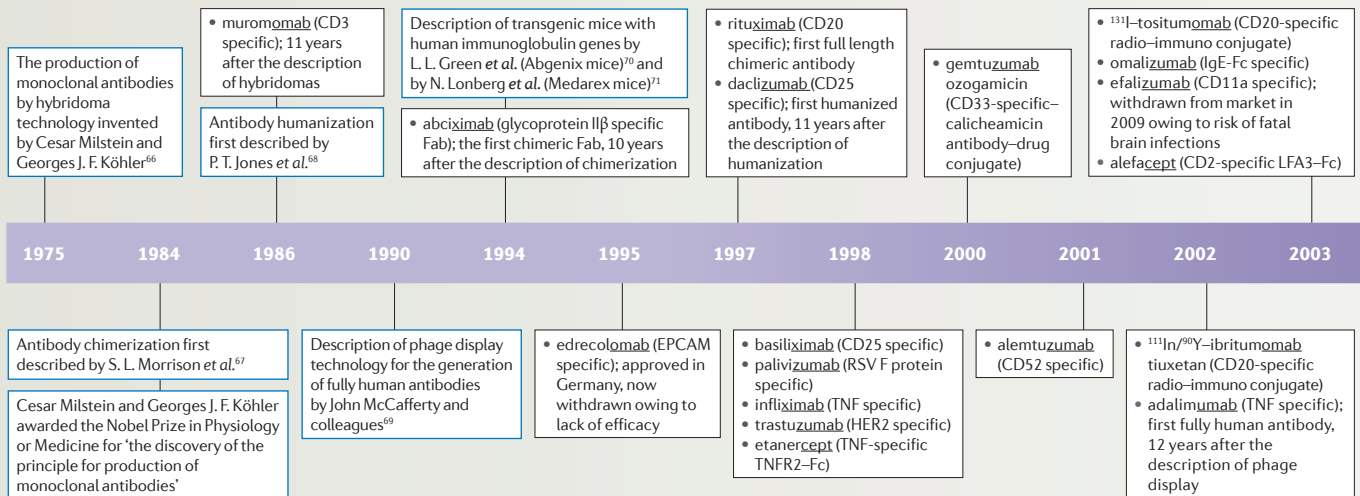 The production of
monoclonal antibodies
by hybridoma
technology invented
by Cesar Milstein and
Georges J. F. Köhler⁶⁶
• muromomab (CD3
specific); 11 years
after the description
of hybridomas
Antibody humanization
first described by
P. T. Jones et al.⁶⁸
Description of transgenic mice with
human immunoglobulin genes by
L. L. Green et al. (Abgenix mice)⁷⁰ and
by N. Lonberg et al. (Medarex mice)⁷¹
• abciximab (glycoprotein IIβ specific
Fab); the first chimeric Fab, 10 years
after the description of chimerization
• rituximab (CD20
specific); first full length
chimeric antibody
• daclizumab (CD25
specific); first humanized
antibody, 11 years after
the description of
humanization
• gemtuzumab
ozogamicin
(CD33-specific–
calicheamicin
antibody–drug
conjugate)
• ¹³¹I–tositumomab (CD20-specific
radio–immuno conjugate)
• omalizumab (IgE-Fc specific)
• efalizumab (CD11a specific);
withdrawn from market in
2009 owing to risk of fatal
brain infections
• alefacept (CD2-specific LFA3–Fc)
1975 1984 1986 1990 1994 1995 1997 1998 2000 2001 2002 2003
Antibody chimerization first
described by S. L. Morrison et al.⁶⁷
Cesar Milstein and Georges J. F. Köhler
awarded the Nobel Prize in Physiology
or Medicine for ‘the discovery of the
principle for production of
monoclonal antibodies’
Description of phage display
technology for the generation
of fully human antibodies
by John McCafferty and
colleagues⁶⁹
• edrecolomab (EPCAM
specific); approved in
Germany, now
withdrawn owing to
lack of efficacy
• basiliximab (CD25 specific)
• palivizumab (RSV F protein
specific)
• infliximab (TNF specific)
• trastuzumab (HER2 specific)
• etanercept (TNF-specific
TNFR2–Fc)
• alemtuzumab
(CD52 specific)
• ¹¹¹In/⁹⁰Y–ibritumomab
tiuxetan (CD20-specific
radio–immuno conjugate)
• adalimumab (TNF specific);
first fully human antibody,
12 years after the
description of phage
display